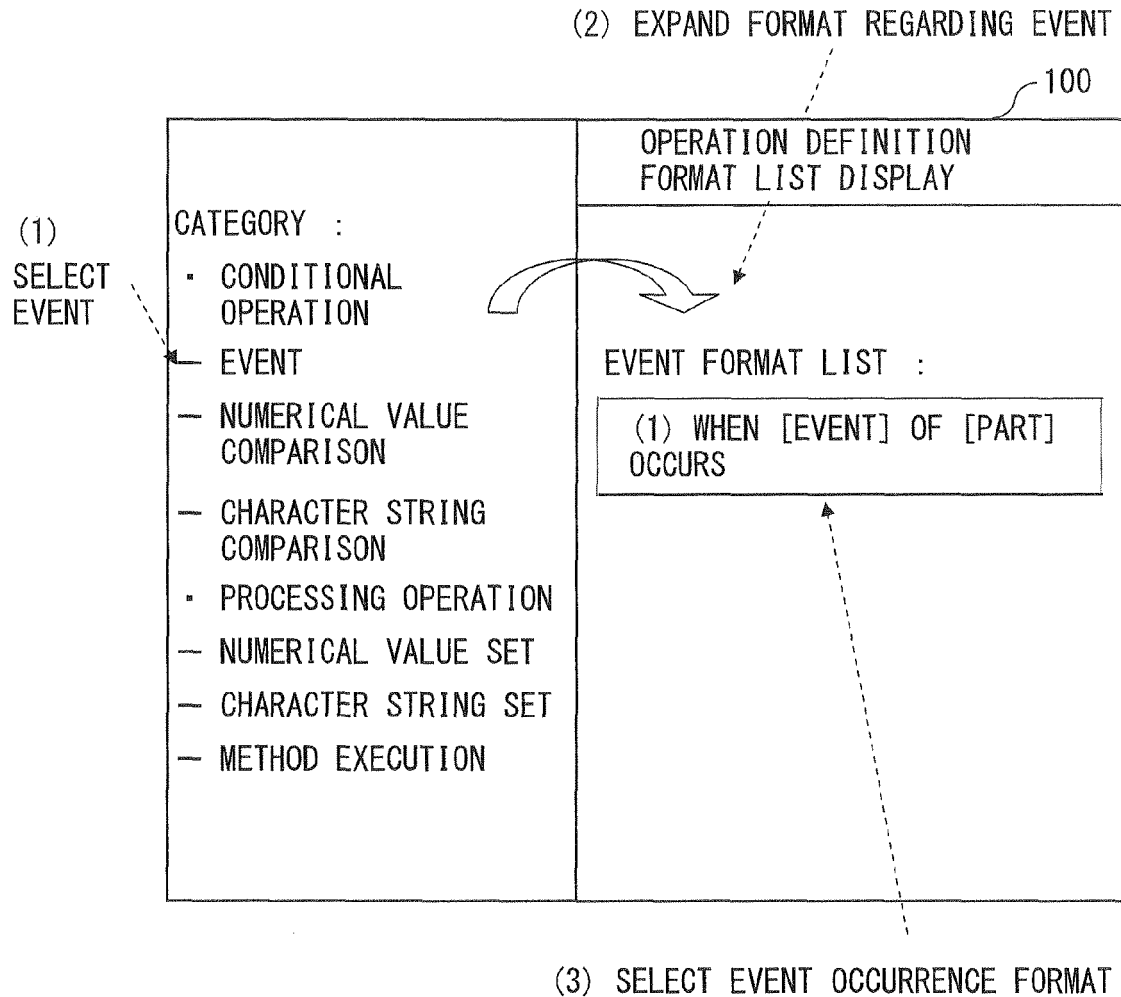 (2) EXPAND FORMAT REGARDING EVENT
100
OPERATION DEFINITION
FORMAT LIST DISPLAY
(1)
SELECT
EVENT
CATEGORY :
· CONDITIONAL
OPERATION
— EVENT
— NUMERICAL VALUE
COMPARISON
— CHARACTER STRING
COMPARISON
· PROCESSING OPERATION
— NUMERICAL VALUE SET
— CHARACTER STRING SET
— METHOD EXECUTION
EVENT FORMAT LIST :
(1) WHEN [EVENT] OF [PART]
OCCURS
(3) SELECT EVENT OCCURRENCE FORMAT